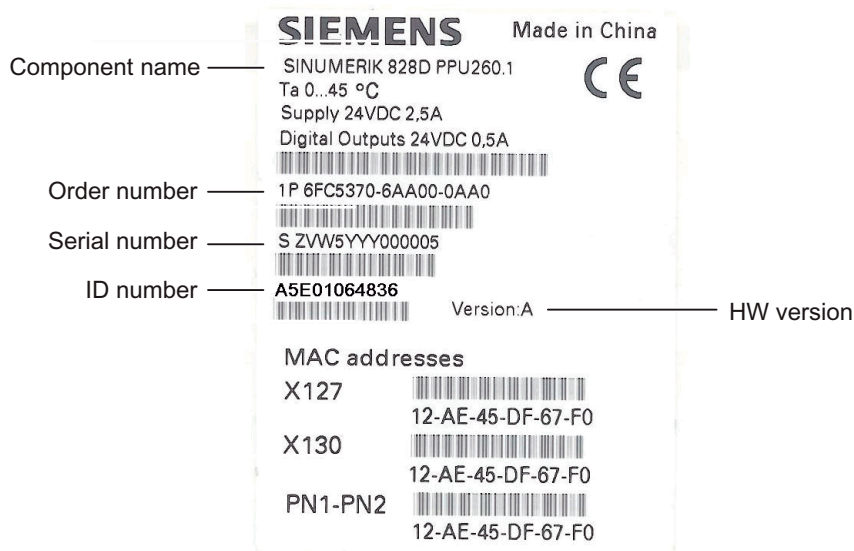 SIEMENS Made in China
Component name SINUMERIK 828D PPU260.1 CE
Ta 0...45 °C
Supply 24VDC 2,5A
Digital Outputs 24VDC 0,5A
Order number 1P 6FC5370-6AA00-0AA0
Serial number S ZVW5YYY000005
ID number A5E01064836
Version:A HW version
MAC addresses
X127
12-AE-45-DF-67-F0
X130
12-AE-45-DF-67-F0
PN1-PN2
12-AE-45-DF-67-F0